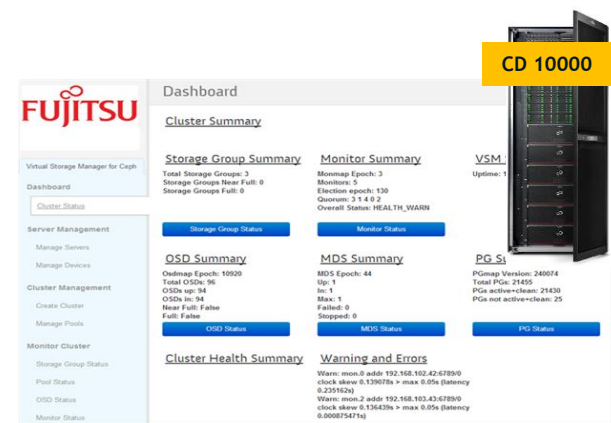 CD 10000
FUJITSU
Dashboard
Cluster Summary
Virtual Storage Manager for Ceph
Dashboard
Cluster Status
Server Management
Manage Servers
Manage Devices
Cluster Management
Create Cluster
Manage Pools
Monitor Cluster
Storage Group Status
Pool Status
OSD Status
Monitor Status
Storage Group Summary
Total Storage Groups: 3
Storage Groups Near Full: 0
Storage Groups Full: 0
Storage Group Status
Monitor Summary
Monmap Epoch: 3
Monitors: 5
Election epoch: 130
Quorum: 3 1 4 0 2
Overall Status: HEALTH_WARN
Monitor Status
VSM
Uptime: 1
OSD Summary
Osdmap Epoch: 10920
Total OSDs: 96
OSDs up: 94
OSDs in: 94
Near Full: False
Full: False
OSD Status
MDS Summary
MDS Epoch: 44
Up: 1
In: 1
Max: 1
Failed: 0
Stopped: 0
MDS Status
PG
PGmap Version: 240074
Total PGs: 21455
PGs active+clean: 21430
PGs not active+clean: 25
PG Status
Cluster Health Summary
Warning and Errors
Warn: mon.0 addr 192.168.102.42:6789/0
clock skew 0.139078s > max 0.05s (latency
0.235162s)
Warn: mon.2 addr 192.168.103.43:6789/0
clock skew 0.136439s > max 0.05s (latency
0.000875471s)